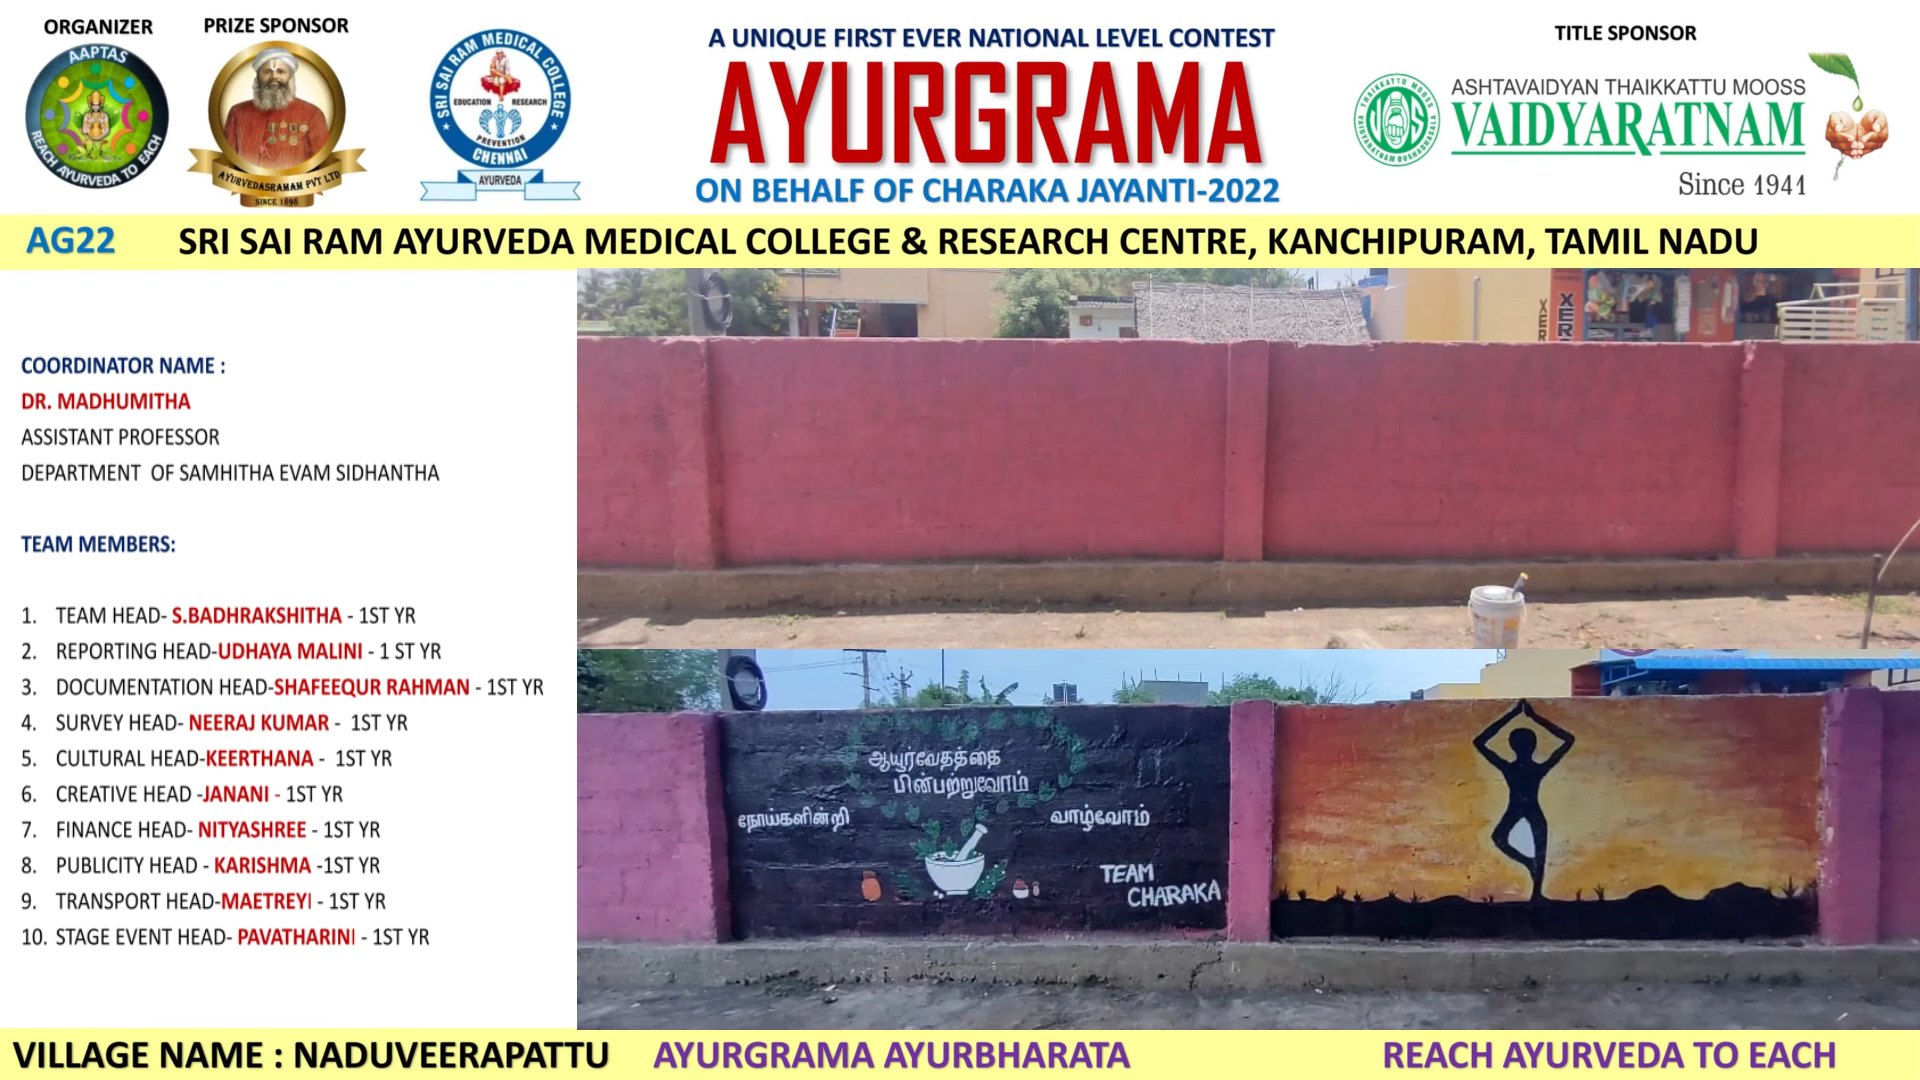 ORGANIZER
AAPTAS
REACH AYURVEDA TO EACH
PRIZE SPONSOR
AYURVEDASRAMAM PVT LTD
SINCE 1898
SRI SAI RAM MEDICAL COLLEGE
EDUCATION RESEARCH
PREVENTION
CHENNAI
AYURVEDA
A UNIQUE FIRST EVER NATIONAL LEVEL CONTEST
AYURGRAMA
ON BEHALF OF CHARAKA JAYANTI-2022
TITLE SPONSOR
THAIKKATTU MOOSS
VAIDYARATNAM OUSHADHASALA
ASHTAVAIDYAN THAIKKATTU MOOSS
VAIDYARATNAM
Since 1941
AG22 SRI SAI RAM AYURVEDA MEDICAL COLLEGE & RESEARCH CENTRE, KANCHIPURAM, TAMIL NADU
COORDINATOR NAME :
DR. MADHUMITHA
ASSISTANT PROFESSOR
DEPARTMENT OF SAMHITHA EVAM SIDHANTHA
TEAM MEMBERS:
1. TEAM HEAD- S.BADHRAKSHITHA - 1ST YR
2. REPORTING HEAD-UDHAYA MALINI - 1 ST YR
3. DOCUMENTATION HEAD-SHAFEEQUR RAHMAN - 1ST YR
4. SURVEY HEAD- NEERAJ KUMAR - 1ST YR
5. CULTURAL HEAD-KEERTHANA - 1ST YR
6. CREATIVE HEAD -JANANI - 1ST YR
7. FINANCE HEAD- NITYASHREE - 1ST YR
8. PUBLICITY HEAD - KARISHMA -1ST YR
9. TRANSPORT HEAD-MAETREYI - 1ST YR
10. STAGE EVENT HEAD- PAVATHARINI - 1ST YR
ஆயுர்வேதத்தை
பின்பற்றுவோம்
நோய்களின்றி வாழ்வோம்
TEAM
CHARAKA
VILLAGE NAME : NADUVEERAPATTU AYURGRAMA AYURBHARATA REACH AYURVEDA TO EACH